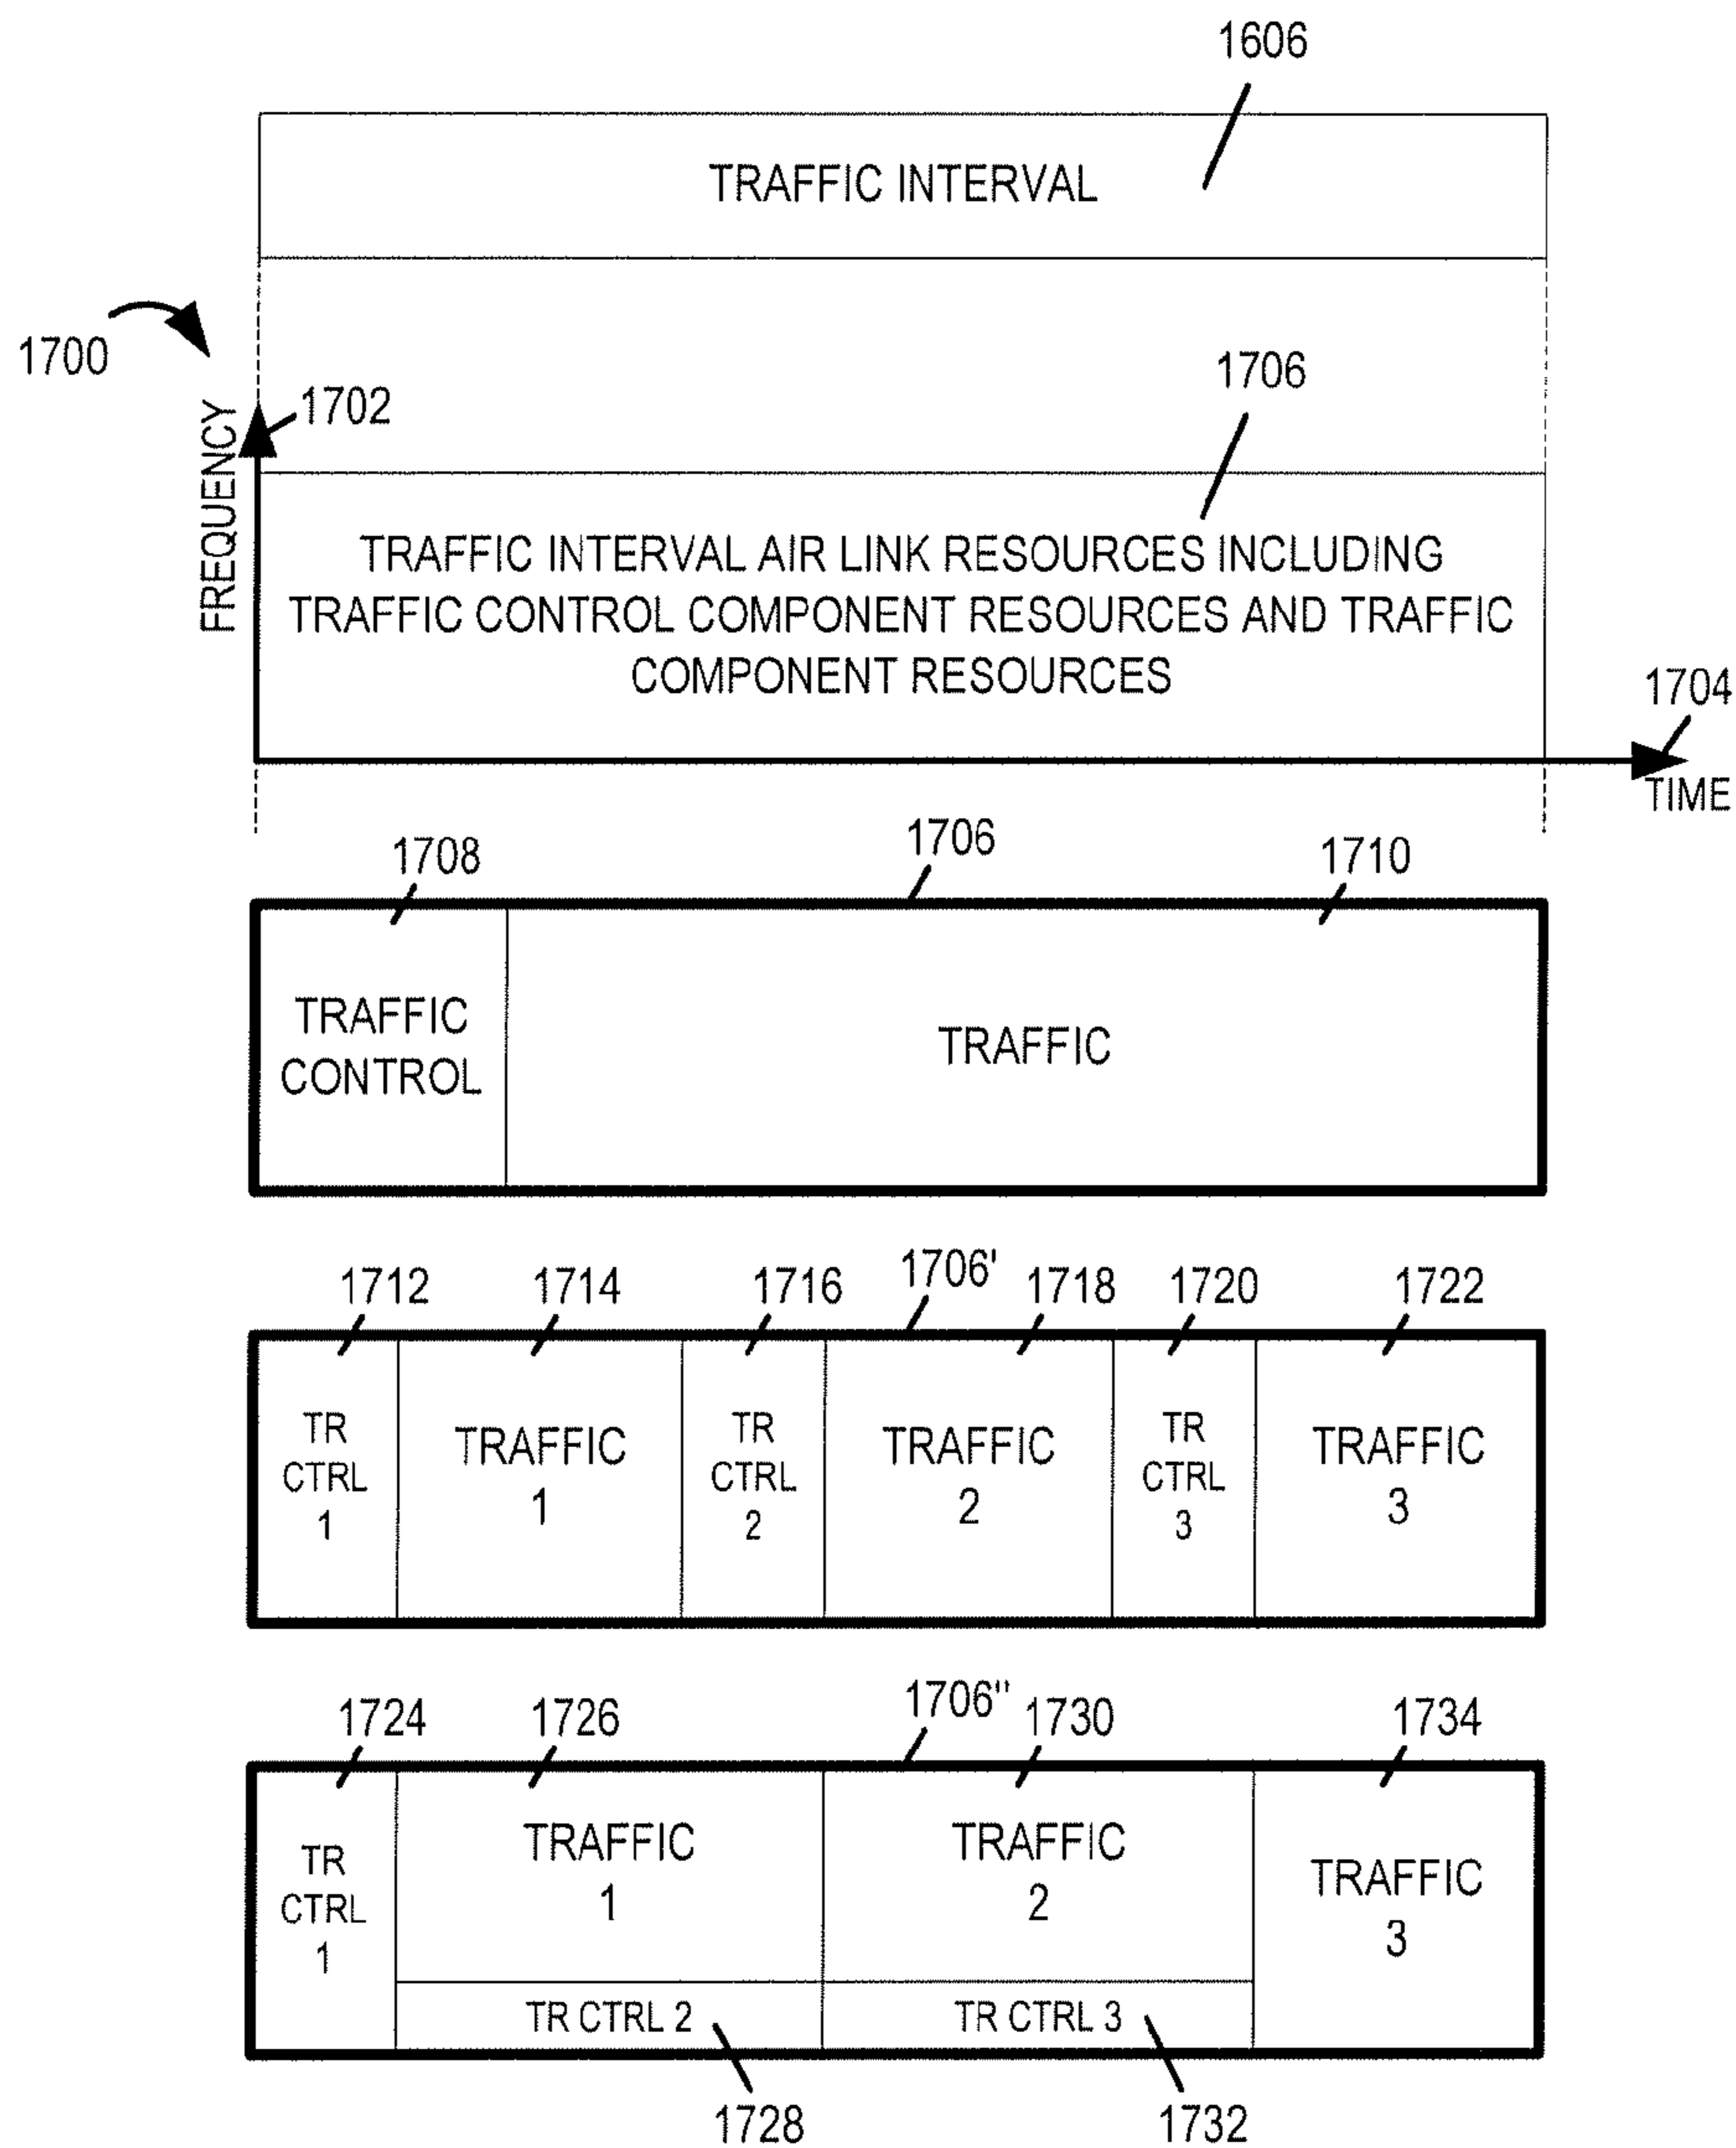 1606
TRAFFIC INTERVAL
1700
1702
1706
FREQUENCY
TRAFFIC INTERVAL AIR LINK RESOURCES INCLUDING
TRAFFIC CONTROL COMPONENT RESOURCES AND TRAFFIC
COMPONENT RESOURCES
1704
TIME
1708
1706
1710
TRAFFIC
CONTROL
TRAFFIC
1712
1714
1716
1706'
1718
1720
1722
TR
CTRL
1
TRAFFIC
1
TR
CTRL
2
TRAFFIC
2
TR
CTRL
3
TRAFFIC
3
1724
1726
1706"
1730
1734
TR
CTRL
1
TRAFFIC
1
TR CTRL 2
TRAFFIC
2
TR CTRL 3
TRAFFIC
3
1728
1732